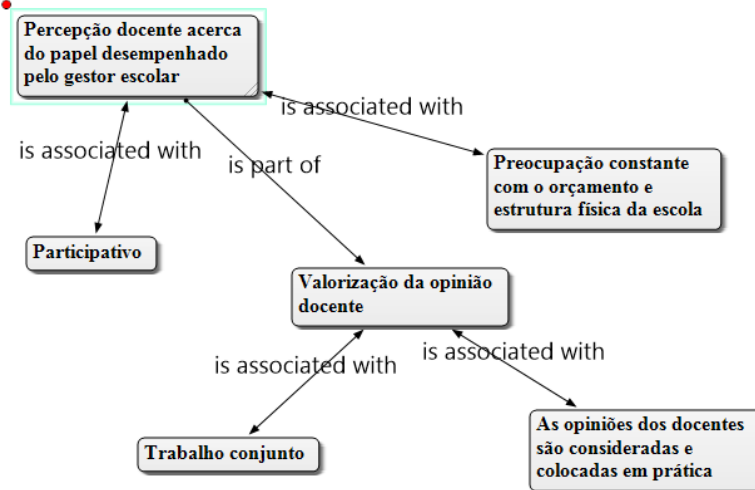 Percepção docente acerca
do papel desempenhado
pelo gestor escolar
is associated with
is associated with
is part of
Preocupação constante
com o orçamento e
estrutura física da escola
Participativo
Valorização da opinião
docente
is associated with
is associated with
Trabalho conjunto
As opiniões dos docentes
são consideradas e
colocadas em prática